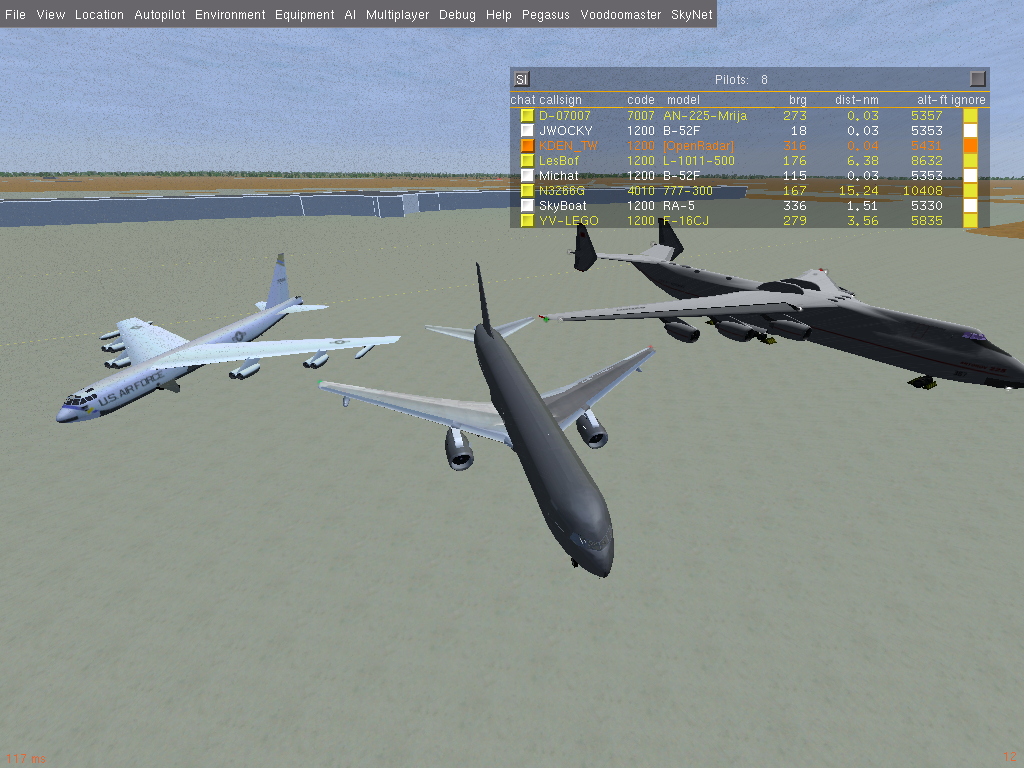 File View Location Autopilot Environment Equipment AI Multiplayer Debug Help Pegasus Voodoomaster SkyNet
SI Pilots: 8
chat callsign code model brg dist-nm alt-ft ignore
D-07007 7007 AN-225-Mrija 273 0.03 5357
JWOCKY 1200 B-52F 18 0.03 5353
KDEN_TW 1200 [OpenRadar] 316 0.04 5431
LesBof 1200 L-1011-500 176 6.38 8632
Michat 1200 B-52F 115 0.03 5353
N3266G 4010 777-300 167 15.24 10408
SkyBoat 1200 RA-5 336 1.51 5330
YV-LEGO 1200 F-16CJ 279 3.56 5835
U.S. AIR FORCE
117 ms
12